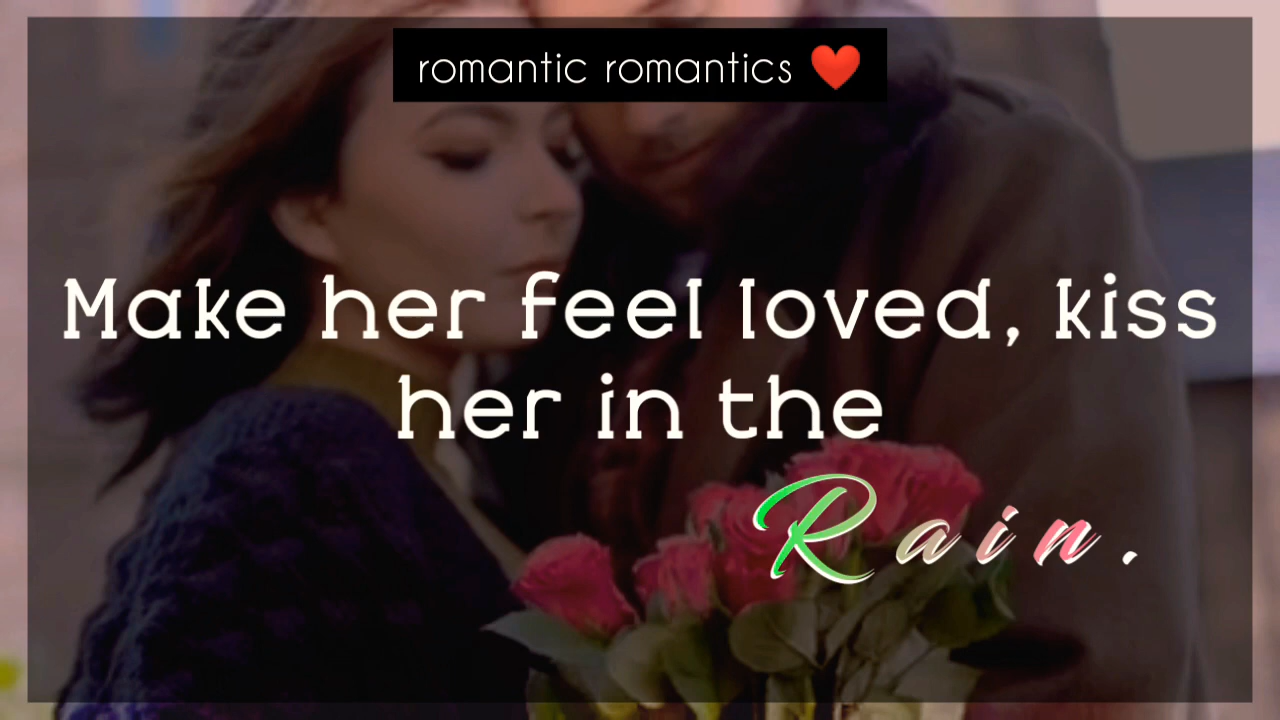 romantic romantics ❤️
Make her feel loved, kiss
her in the
Rain.